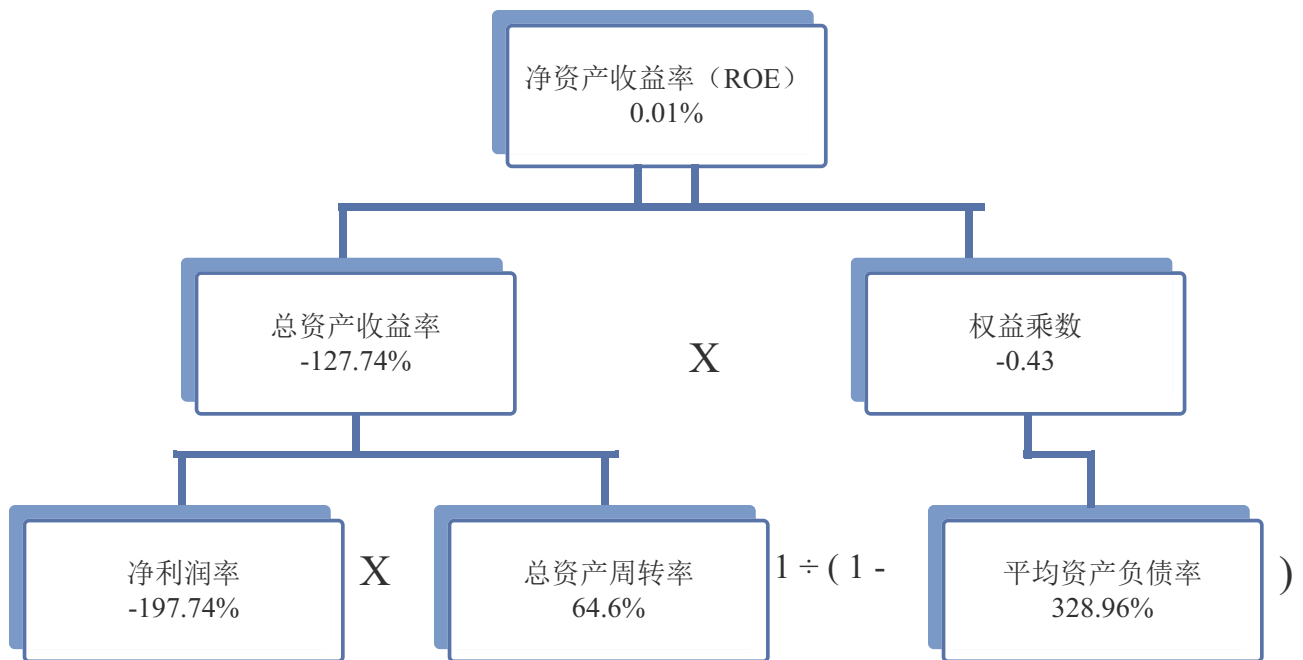 净资产收益率（ROE）
0.01%
总资产收益率
-127.74%
X
权益乘数
-0.43
净利润率
-197.74%
X
总资产周转率
64.6%
1 ÷ ( 1 -
平均资产负债率
328.96%
)